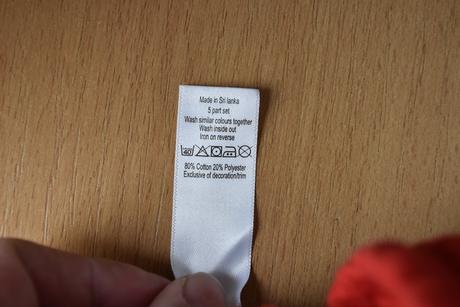 Made in Sri lanka
5 part set
Wash similar colours together
Wash inside out
Iron on reverse
40
80% Cotton 20% Polyester
Exclusive of decoration/trim